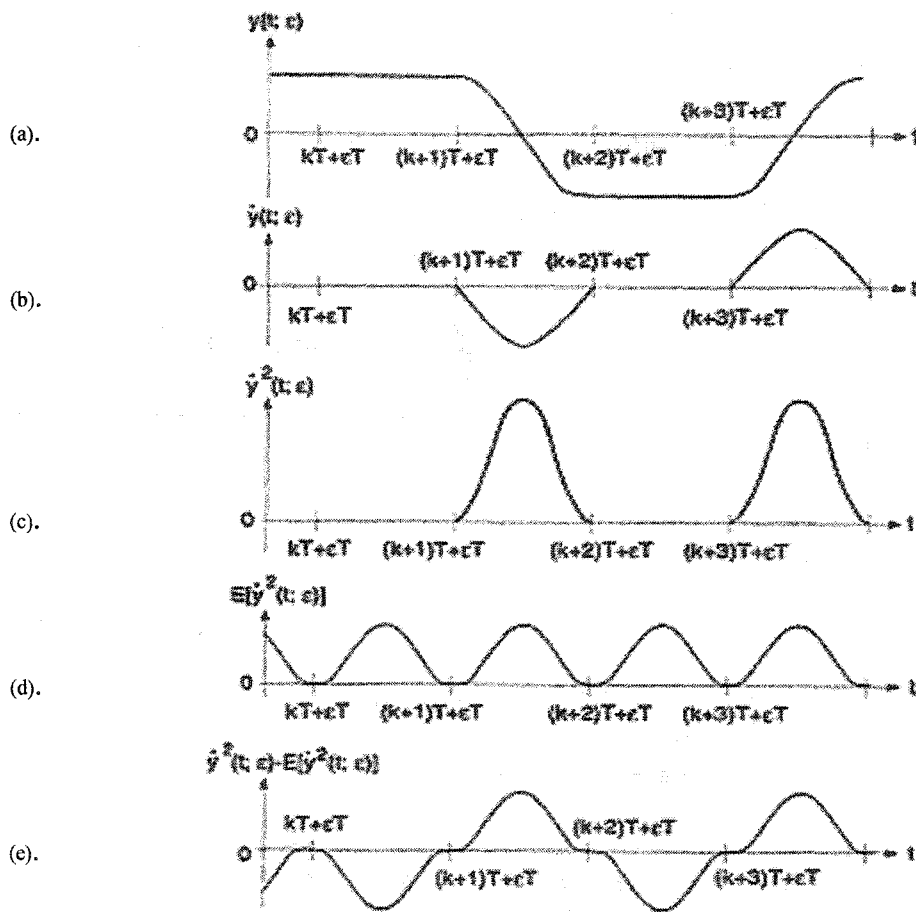 y(t; ε)
(a).
0
kT+εT
(k+1)T+εT
(k+2)T+εT
(k+3)T+εT
t
ẏ(t; ε)
(b).
0
kT+εT
(k+1)T+εT
(k+2)T+εT
(k+3)T+εT
t
ẏ²(t; ε)
(c).
0
kT+εT
(k+1)T+εT
(k+2)T+εT
(k+3)T+εT
t
E[ẏ²(t; ε)]
(d).
0
kT+εT
(k+1)T+εT
(k+2)T+εT
(k+3)T+εT
t
ẏ²(t; ε)-E[ẏ²(t; ε)]
(e).
0
kT+εT
(k+1)T+εT
(k+2)T+εT
(k+3)T+εT
t